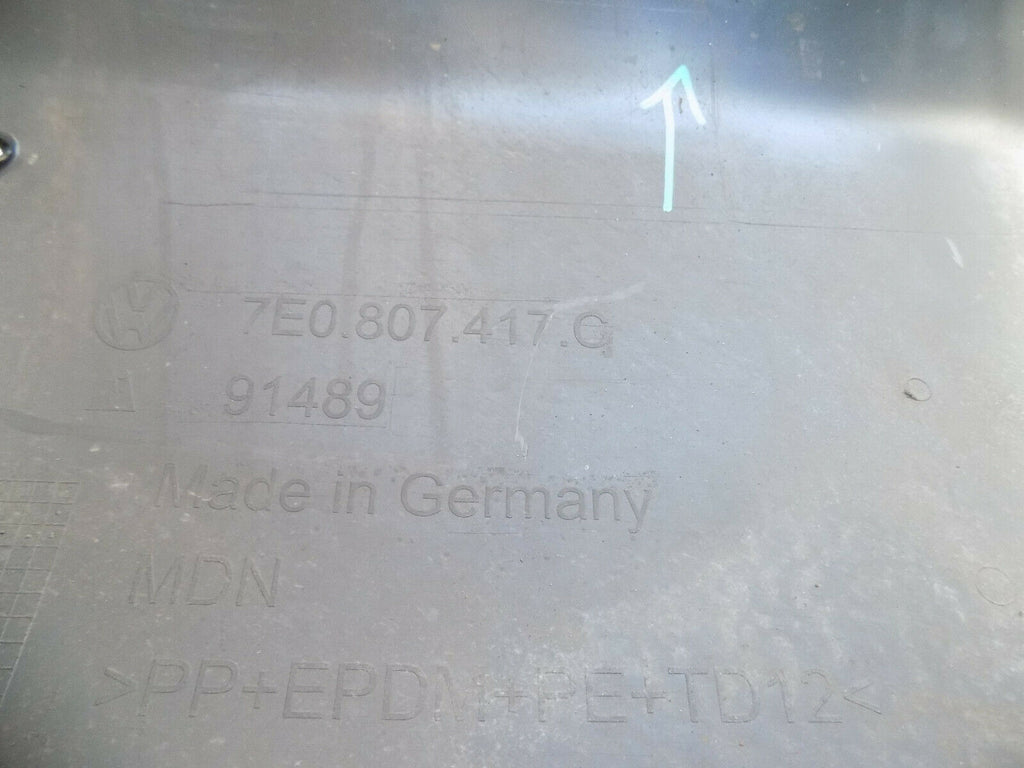 7E0.807.417.G
91489
Made in Germany
MDN
>PP+EPDM+PE+TD12<